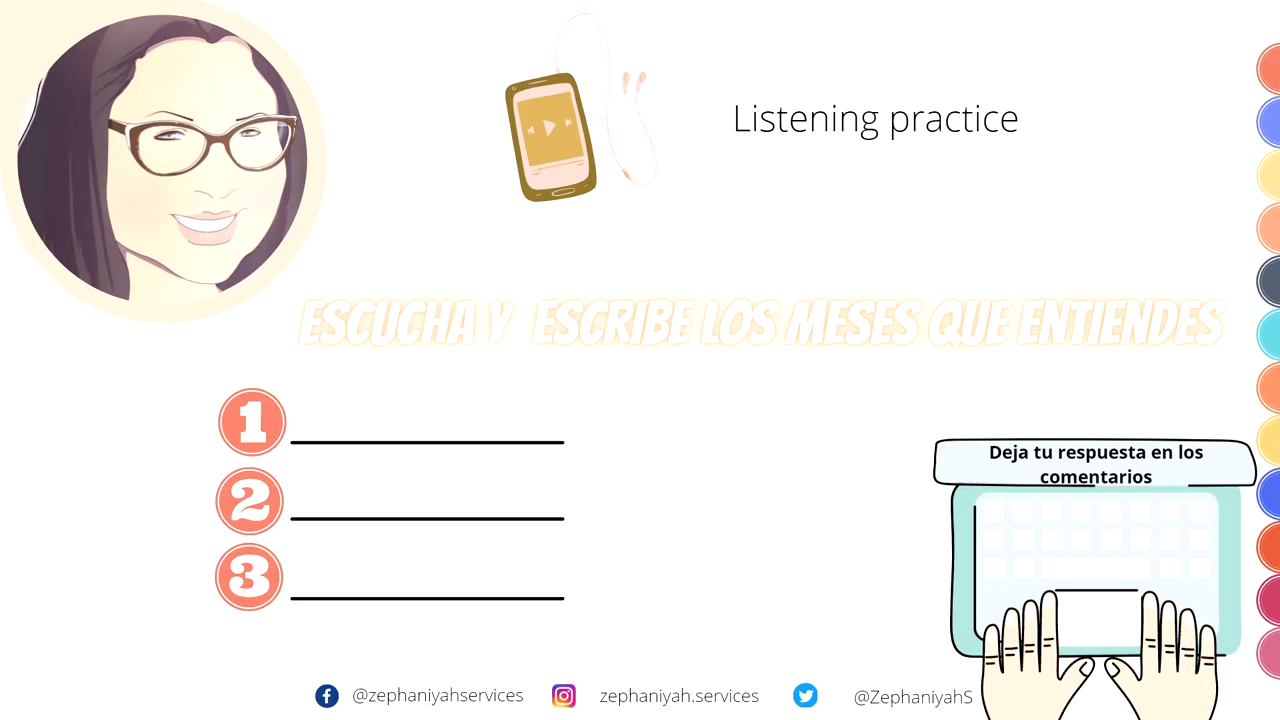 Listening practice
ESCUCHA Y ESCRIBE LOS MESES QUE ENTIENDES
1
2
3
Deja tu respuesta en los
comentarios
@zephaniyahservices zephaniyah.services @ZephaniyahS